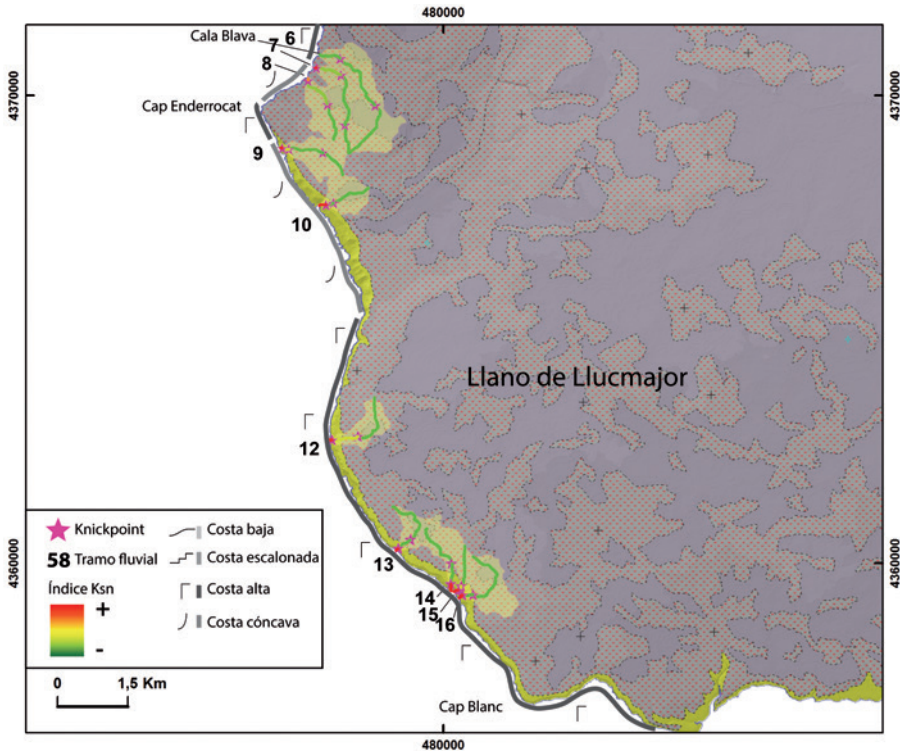 480000
Cala Blava
6
7
8
4370000
4370000
Cap Enderrocat
9
10
Llano de Llucmajor
12
Knickpoint
58 Tramo fluvial
Índice Ksn
+
-
Costa baja
Costa escalonada
Costa alta
Costa cóncava
0 1,5 Km
13
14
15
16
4360000
4360000
Cap Blanc
480000